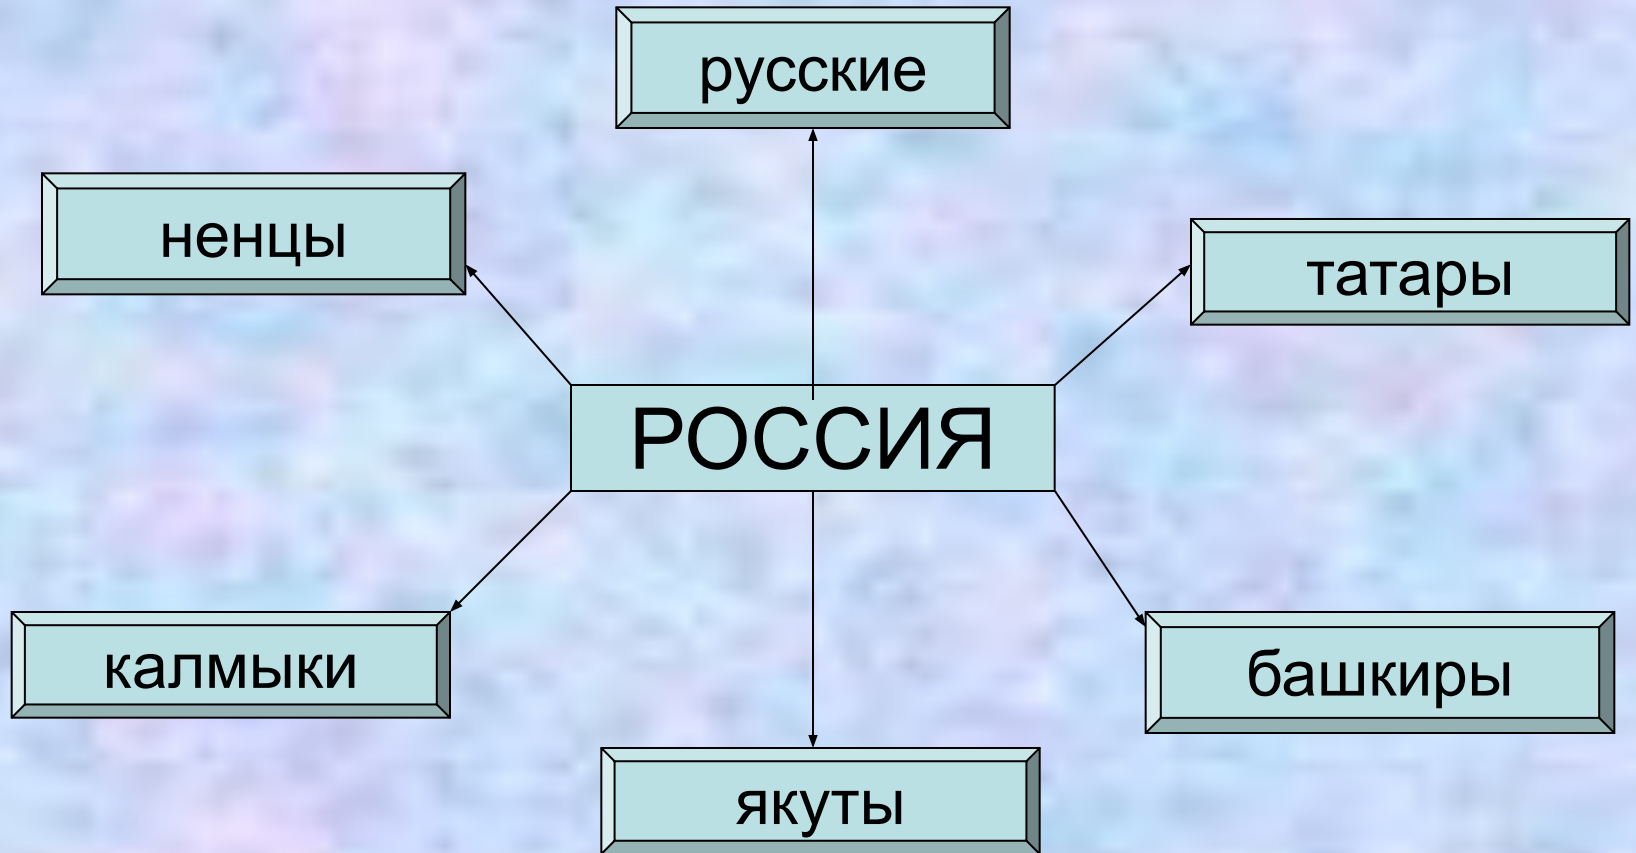 русские
ненцы
татары
РОССИЯ
калмыки
башкиры
якуты